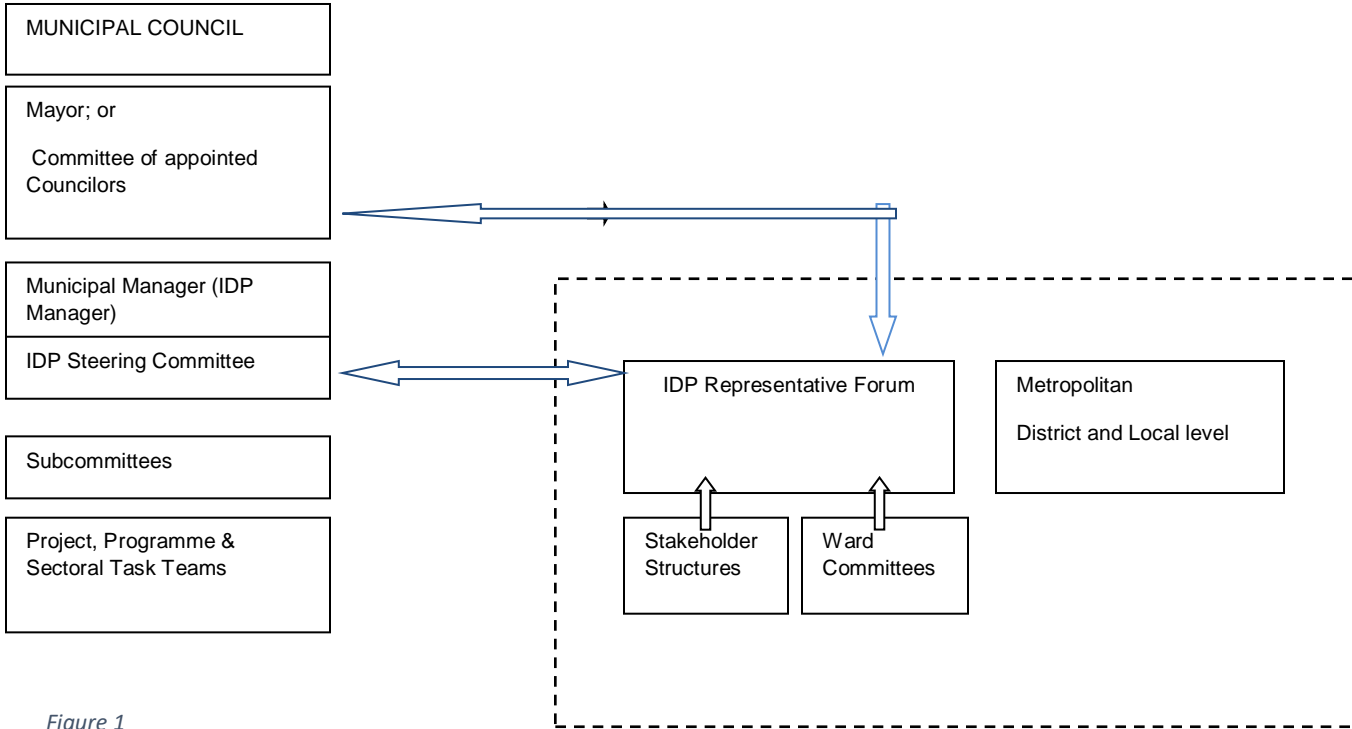 MUNICIPAL COUNCIL
Mayor; or
Committee of appointed
Councilors
Municipal Manager (IDP
Manager)
IDP Steering Committee
IDP Representative Forum
Metropolitan
District and Local level
Subcommittees
Project, Programme &
Sectoral Task Teams
Stakeholder
Structures
Ward
Committees
Figure 1